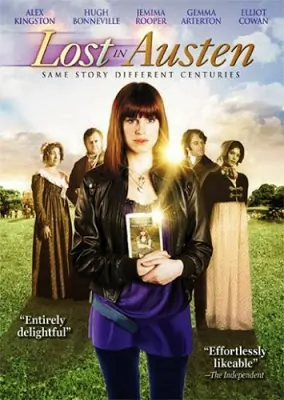 ALEX KINGSTON
HUGH BONNEVILLE
JEMIMA ROOPER
GEMMA ARTERTON
ELLIOT COWAN
LOST IN AUSTEN
SAME STORY DIFFERENT CENTURIES
"Entirely
delightful"
"Effortlessly
likeable"
—The Independent